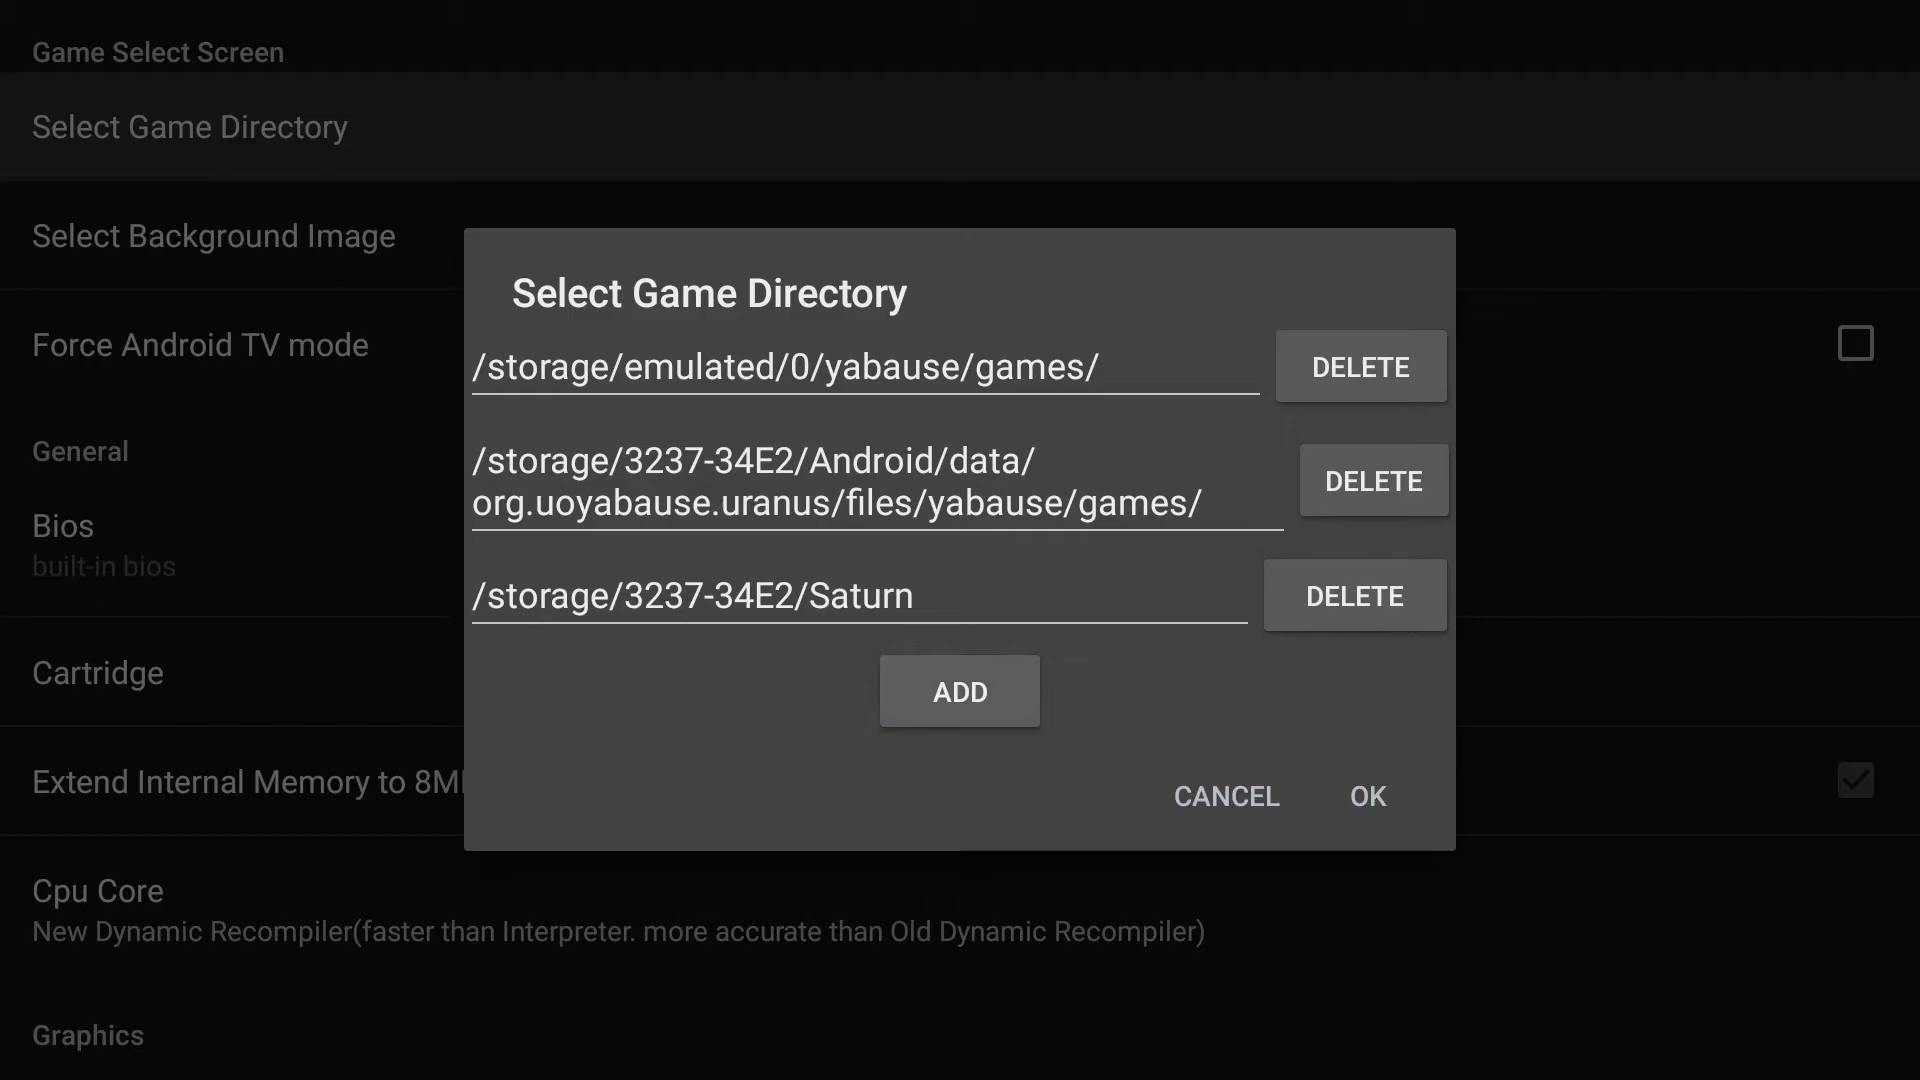 Game Select Screen
Select Game Directory
Select Background Image
Force Android TV mode
General
Bios
built-in bios
Cartridge
Extend Internal Memory to 8M
Cpu Core
New Dynamic Recompiler(faster than Interpreter. more accurate than Old Dynamic Recompiler)
Graphics
Select Game Directory
/storage/emulated/0/yabause/games/
DELETE
/storage/3237-34E2/Android/data/
org.uoyabause.uranus/files/yabause/games/
DELETE
/storage/3237-34E2/Saturn
DELETE
ADD
CANCEL
OK